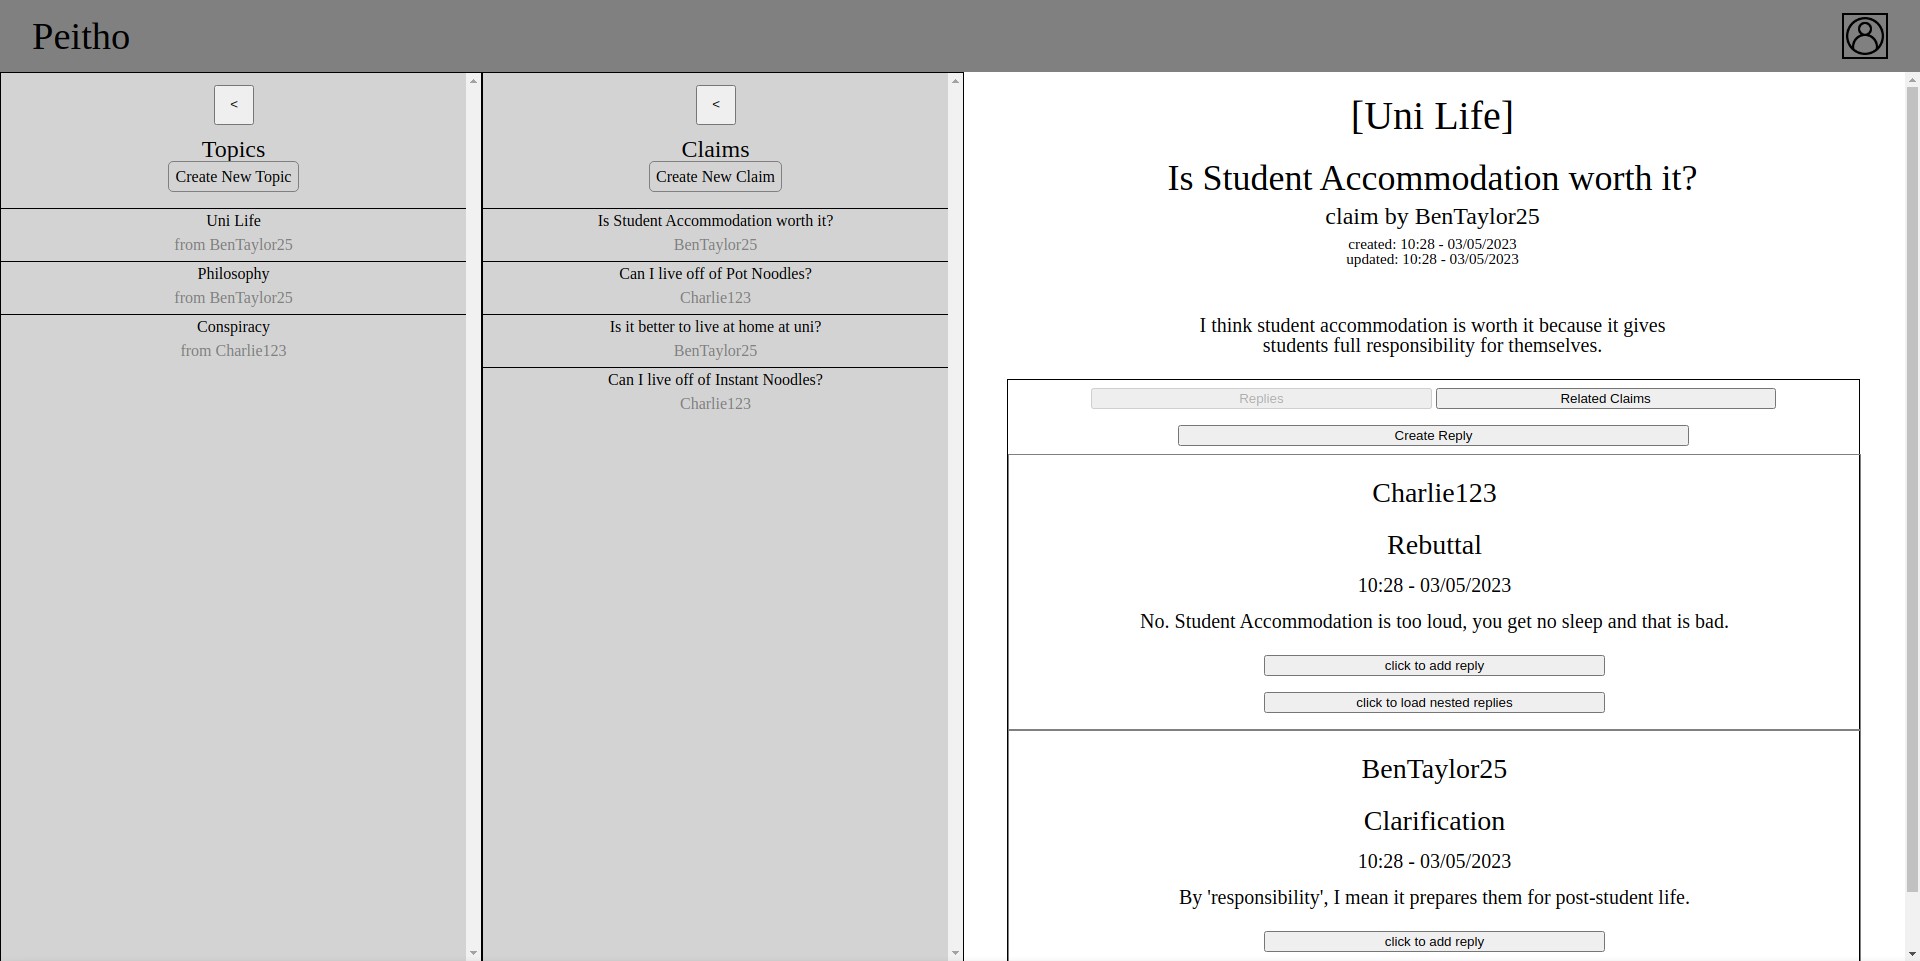 Peitho
<
Topics
Create New Topic
Uni Life
from BenTaylor25
Philosophy
from BenTaylor25
Conspiracy
from Charlie123
<
Claims
Create New Claim
Is Student Accommodation worth it?
BenTaylor25
Can I live off of Pot Noodles?
Charlie123
Is it better to live at home at uni?
BenTaylor25
Can I live off of Instant Noodles?
Charlie123
[Uni Life]
Is Student Accommodation worth it?
claim by BenTaylor25
created: 10:28 - 03/05/2023
updated: 10:28 - 03/05/2023
I think student accommodation is worth it because it gives
students full responsibility for themselves.
Replies
Related Claims
Create Reply
Charlie123
Rebuttal
10:28 - 03/05/2023
No. Student Accommodation is too loud, you get no sleep and that is bad.
click to add reply
click to load nested replies
BenTaylor25
Clarification
10:28 - 03/05/2023
By 'responsibility', I mean it prepares them for post-student life.
click to add reply